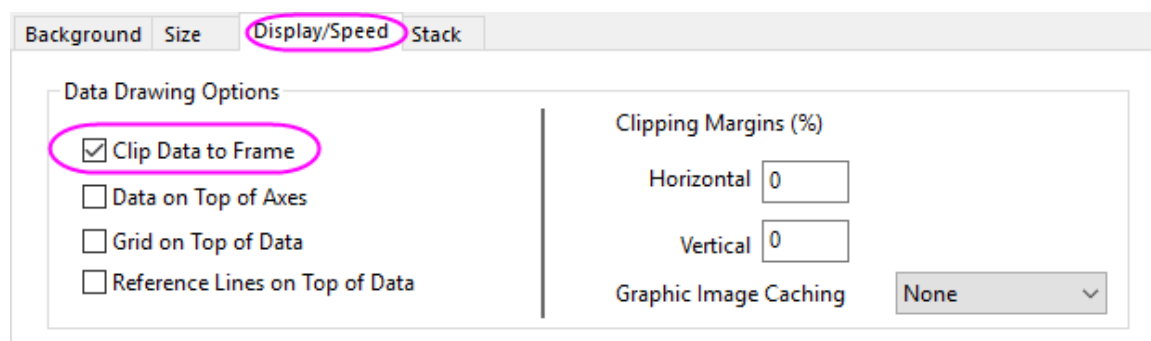 Background Size Display/Speed Stack
Data Drawing Options
Clip Data to Frame
Data on Top of Axes
Grid on Top of Data
Reference Lines on Top of Data
Clipping Margins (%)
Horizontal 0
Vertical 0
Graphic Image Caching None